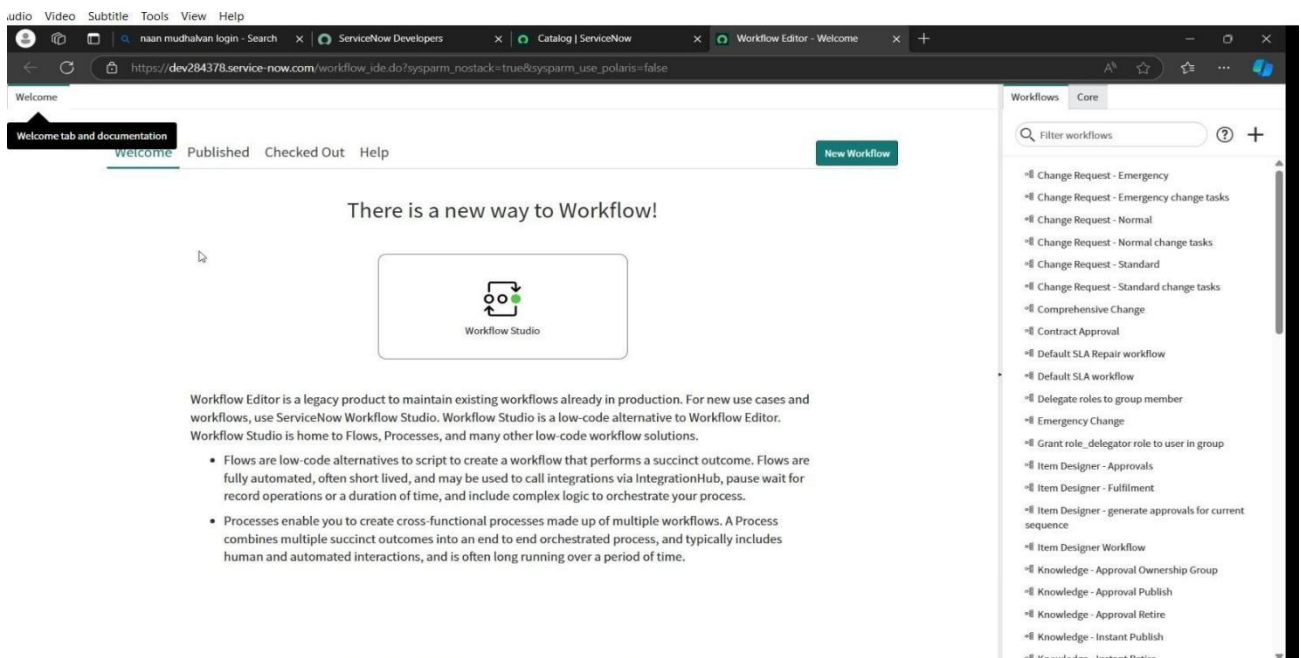 udio Video Subtitle Tools View Help
naan mudhalvan login - Search
ServiceNow Developers
Catalog | ServiceNow
Workflow Editor - Welcome
https://dev284378.service-now.com/workflow_ide.do?sysparm_nostack=true&sysparm_use_polaris=false
Welcome
Workflows Core
Welcome tab and documentation
Filter workflows
Welcome Published Checked Out Help
New Workflow
There is a new way to Workflow!
Workflow Studio
Workflow Editor is a legacy product to maintain existing workflows already in production. For new use cases and
workflows, use ServiceNow Workflow Studio. Workflow Studio is a low-code alternative to Workflow Editor.
Workflow Studio is home to Flows, Processes, and many other low-code workflow solutions.
• Flows are low-code alternatives to script to create a workflow that performs a succinct outcome. Flows are
fully automated, often short lived, and may be used to call integrations via IntegrationHub, pause wait for
record operations or a duration of time, and include complex logic to orchestrate your process.
• Processes enable you to create cross-functional processes made up of multiple workflows. A Process
combines multiple succinct outcomes into an end to end orchestrated process, and typically includes
human and automated interactions, and is often long running over a period of time.
Change Request - Emergency
Change Request - Emergency change tasks
Change Request - Normal
Change Request - Normal change tasks
Change Request - Standard
Change Request - Standard change tasks
Comprehensive Change
Contract Approval
Default SLA Repair workflow
Default SLA workflow
Delegate roles to group member
Emergency Change
Grant role_delegator role to user in group
Item Designer - Approvals
Item Designer - Fulfilment
Item Designer - generate approvals for current
sequence
Item Designer Workflow
Knowledge - Approval Ownership Group
Knowledge - Approval Publish
Knowledge - Approval Retire
Knowledge - Instant Publish